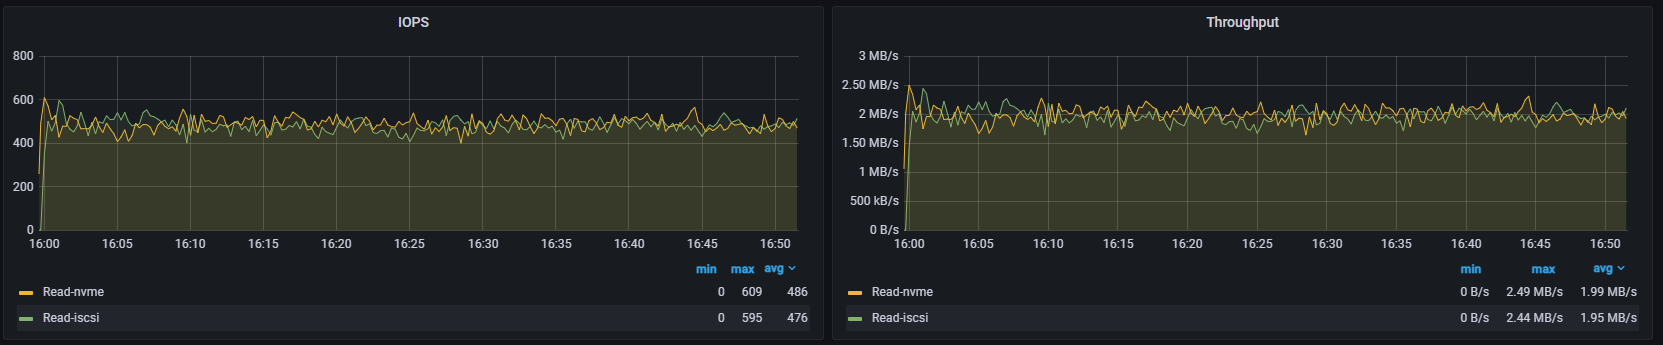 IOPS
800
600
400
200
0
16:00 16:05 16:10 16:15 16:20 16:25 16:30 16:35 16:40 16:45 16:50
min max avg
Read-nvme 0 609 486
Read-iscsi 0 595 476
Throughput
3 MB/s
2.50 MB/s
2 MB/s
1.50 MB/s
1 MB/s
500 kB/s
0 B/s
16:00 16:05 16:10 16:15 16:20 16:25 16:30 16:35 16:40 16:45 16:50
min max avg
Read-nvme 0 B/s 2.49 MB/s 1.99 MB/s
Read-iscsi 0 B/s 2.44 MB/s 1.95 MB/s